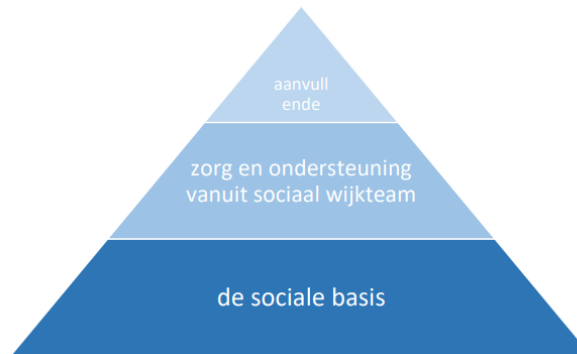 aanvull
ende
zorg en ondersteuning
vanuit sociaal wijkteam
de sociale basis